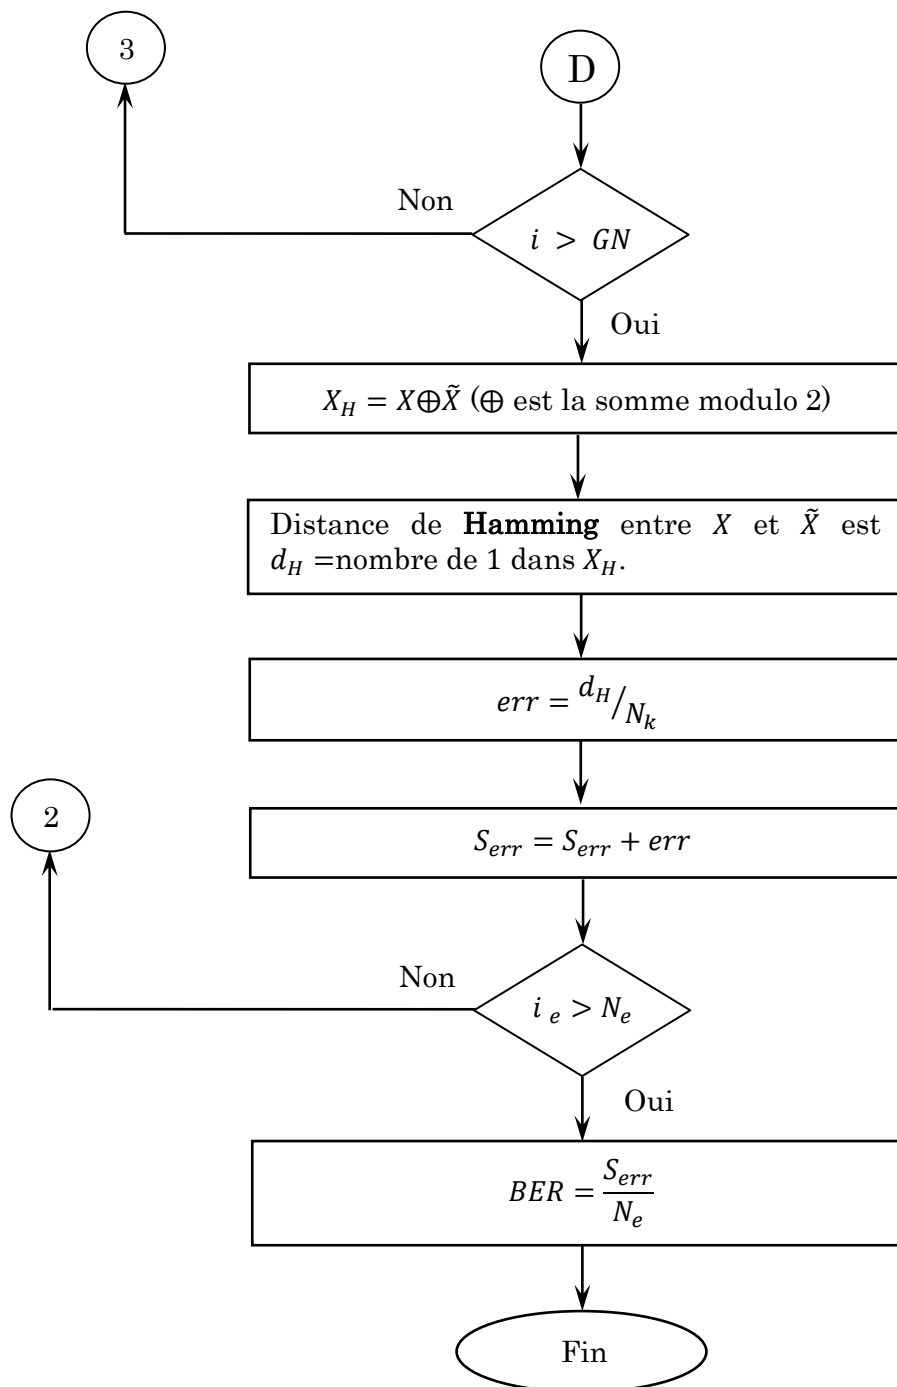 3
D
Non
i > GN
Oui
X_H = X⊕X̃ (⊕ est la somme modulo 2)
Distance de Hamming entre X et X̃ est
d_H =nombre de 1 dans X_H.
err = d_H/N_k
2
S_err = S_err + err
Non
i_e > N_e
Oui
BER = S_err/N_e
Fin